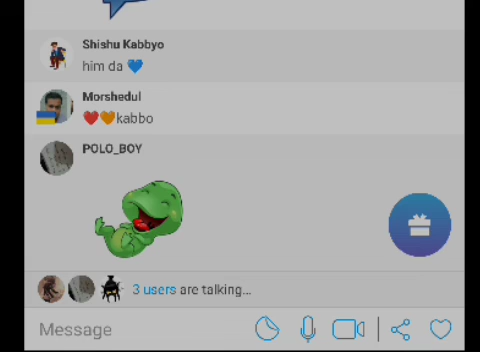 Shishu Kabbyo
him da 💙
Morshedul
❤️🧡kabbo
POLO_BOY
3 users are talking...
Message